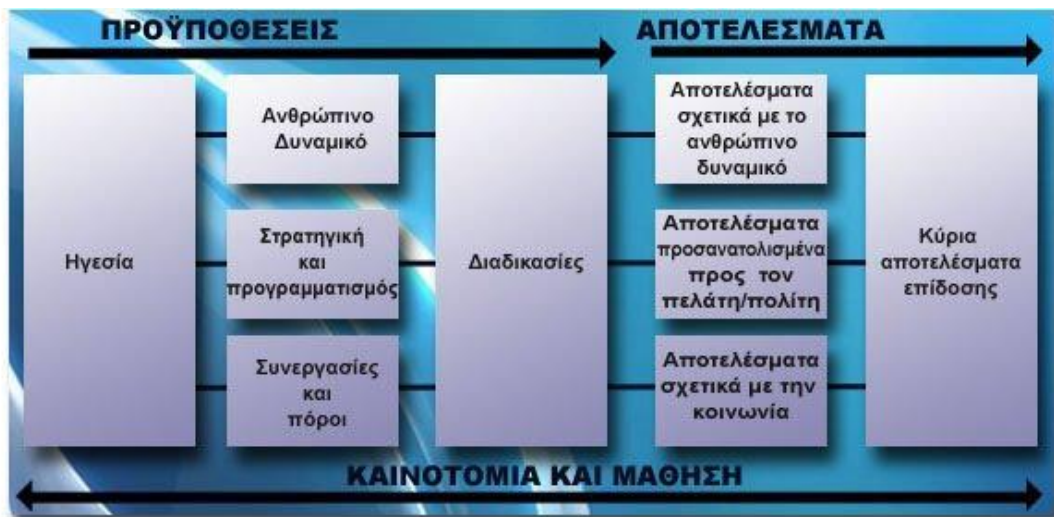 ΠΡΟΫΠΟΘΕΣΕΙΣ
ΑΠΟΤΕΛΕΣΜΑΤΑ
Ηγεσία
Ανθρώπινο
Δυναμικό
Στρατηγική
και
προγραμματισμός
Συνεργασίες
και
πόροι
Διαδικασίες
Αποτελέσματα
σχετικά με το
ανθρώπινο
δυναμικό
Αποτελέσματα
προσανατολισμένα
προς τον
πελάτη/πολίτη
Αποτελέσματα
σχετικά με την
κοινωνία
Κύρια
αποτελέσματα
επίδοσης
ΚΑΙΝΟΤΟΜΙΑ ΚΑΙ ΜΑΘΗΣΗ